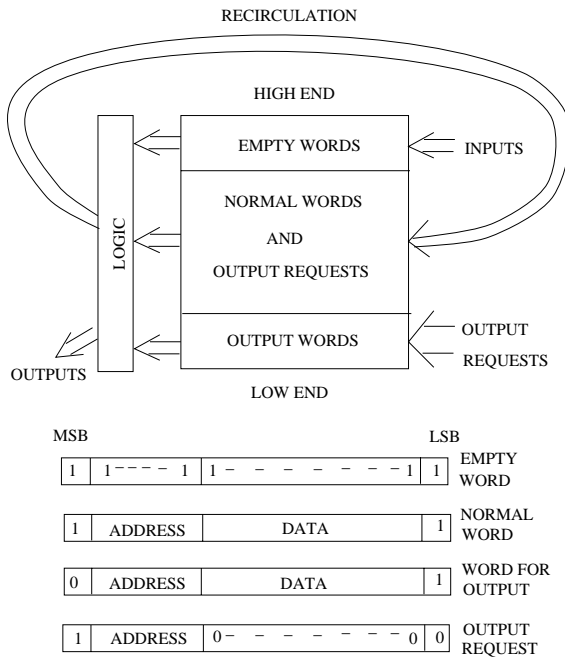 RECIRCULATION
HIGH END
EMPTY WORDS
INPUTS
NORMAL WORDS
AND
OUTPUT REQUESTS
LOGIC
OUTPUT WORDS
OUTPUT
REQUESTS
OUTPUTS
LOW END
MSB LSB
1 1 - - - - 1 1 - - - - - - - 1 1 EMPTY
WORD
1 ADDRESS DATA 1 NORMAL
WORD
0 ADDRESS DATA 1 WORD FOR
OUTPUT
1 ADDRESS 0 - - - - - - - 0 0 OUTPUT
REQUEST